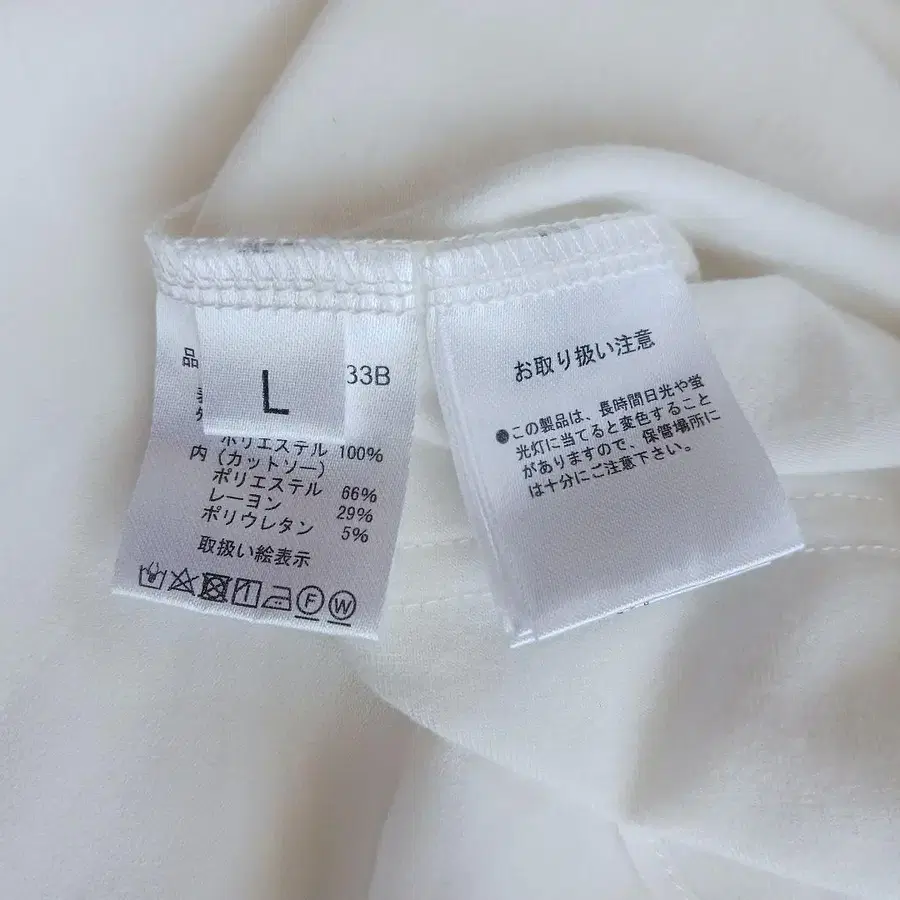 品
33B
L
ポリエステル 100%
内（カットソー）
ポリエステル 66%
レーヨン 29%
ポリウレタン 5%
取扱い絵表示
F W
お取り扱い注意
●この製品は、長時間日光や蛍
光灯に当てると変色すること
がありますので、保管場所に
は十分にご注意下さい。